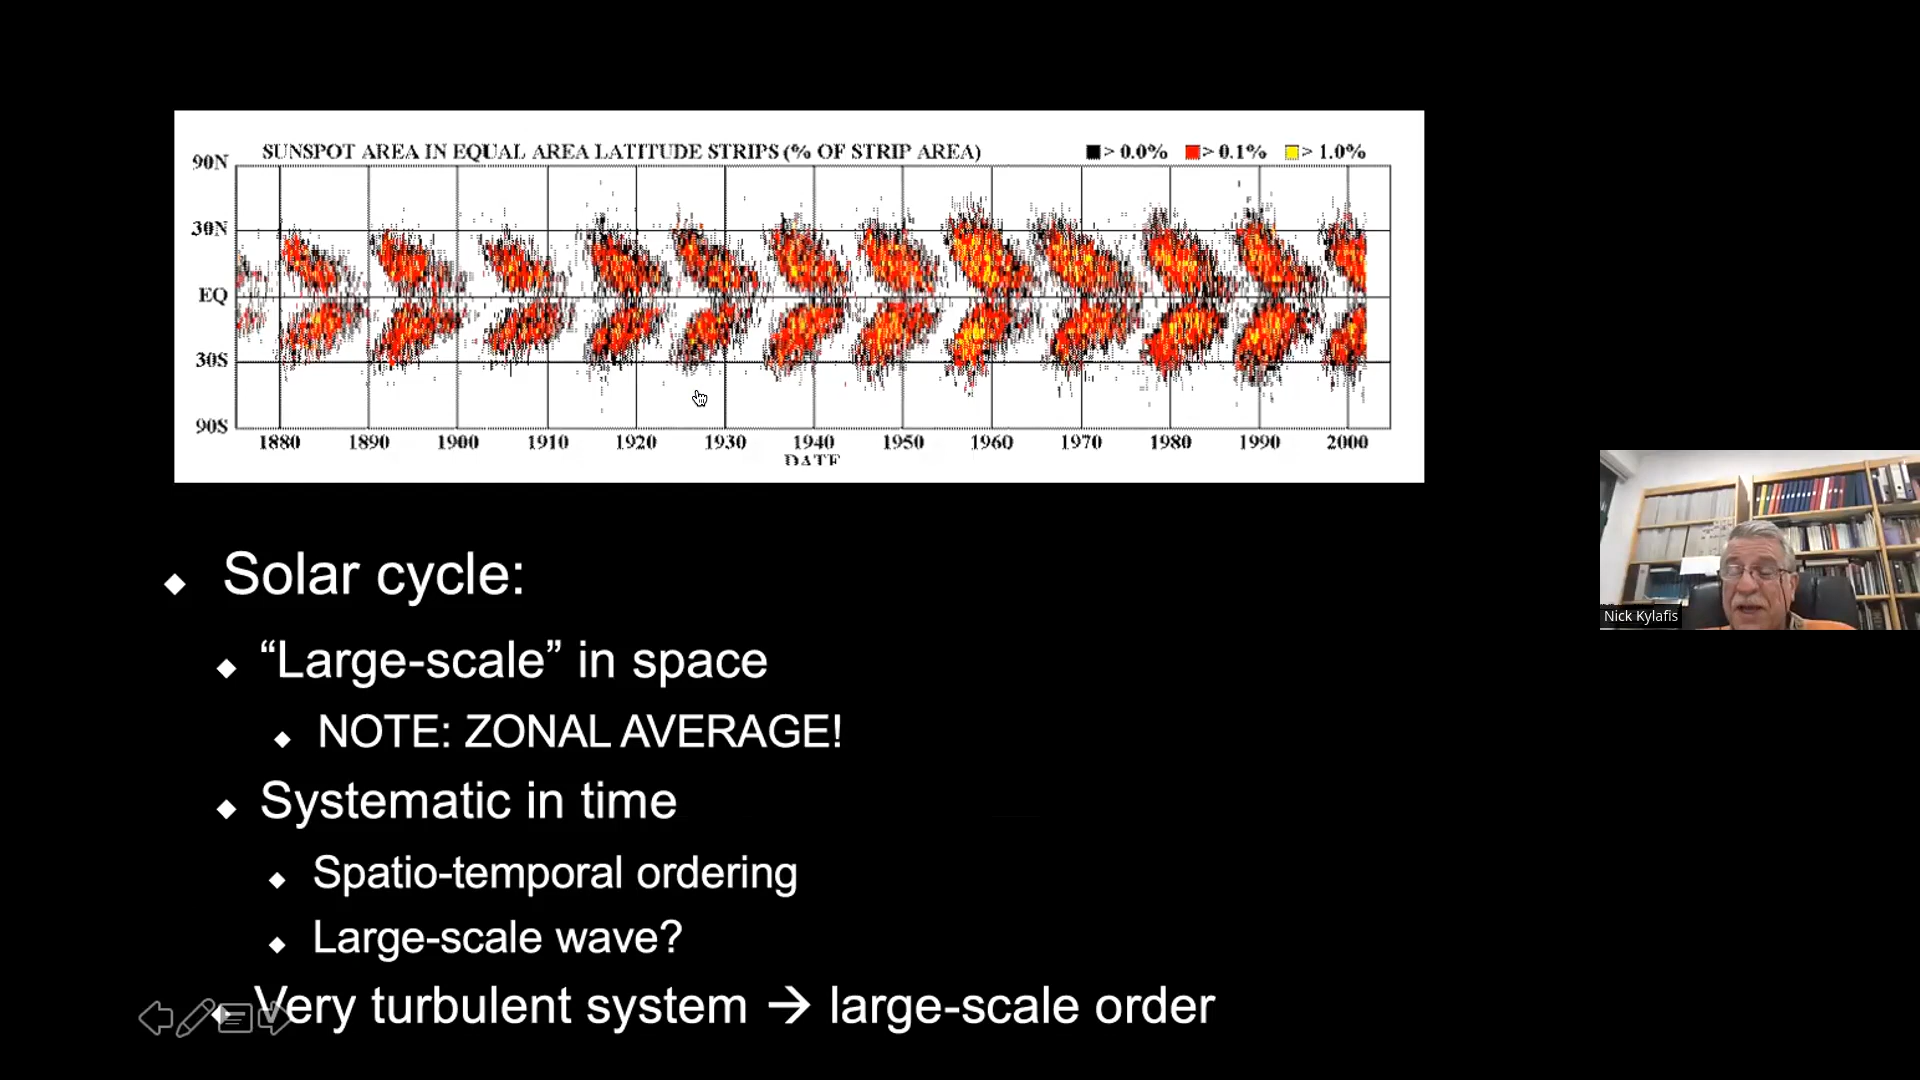 SUNSPOT AREA IN EQUAL AREA LATITUDE STRIPS (% OF STRIP AREA) > 0.0% > 0.1% > 1.0%
90N
30N
EQ
30S
90S
1880 1890 1900 1910 1920 1930 1940 1950 1960 1970 1980 1990 2000
DATE
Solar cycle:
“Large-scale” in space
NOTE: ZONAL AVERAGE!
Systematic in time
Spatio-temporal ordering
Large-scale wave?
Very turbulent system → large-scale order
Nick Kylafis